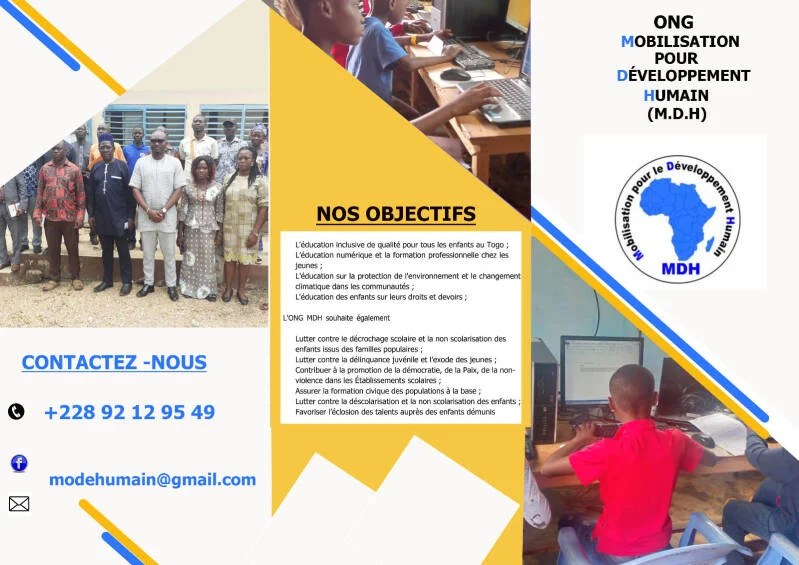 CONTACTEZ -NOUS
+228 92 12 95 49
modehumain@gmail.com
NOS OBJECTIFS
L'éducation inclusive de qualité pour tous les enfants au Togo ;
L'éducation numérique et la formation professionnelle chez les
jeunes ;
L'éducation sur la protection de l'environnement et le changement
climatique dans les communautés ;
L'éducation des enfants sur leurs droits et devoirs ;
L'ONG MDH souhaite également
Lutter contre le décrochage scolaire et la non scolarisation des
enfants issus des familles populaires ;
Lutter contre la délinquance juvénile et l'exode des jeunes ;
Contribuer à la promotion de la démocratie, de la Paix, de la non-
violence dans les Établissements scolaires ;
Assurer la formation civique des populations à la base ;
Lutter contre la déscolarisation et la non scolarisation des enfants ;
Favoriser l'éclosion des talents auprès des enfants démunis
ONG
MOBILISATION
POUR
DÉVELOPPEMENT
HUMAIN
(M.D.H)
Mobilisation pour le Développement Humain
MDH